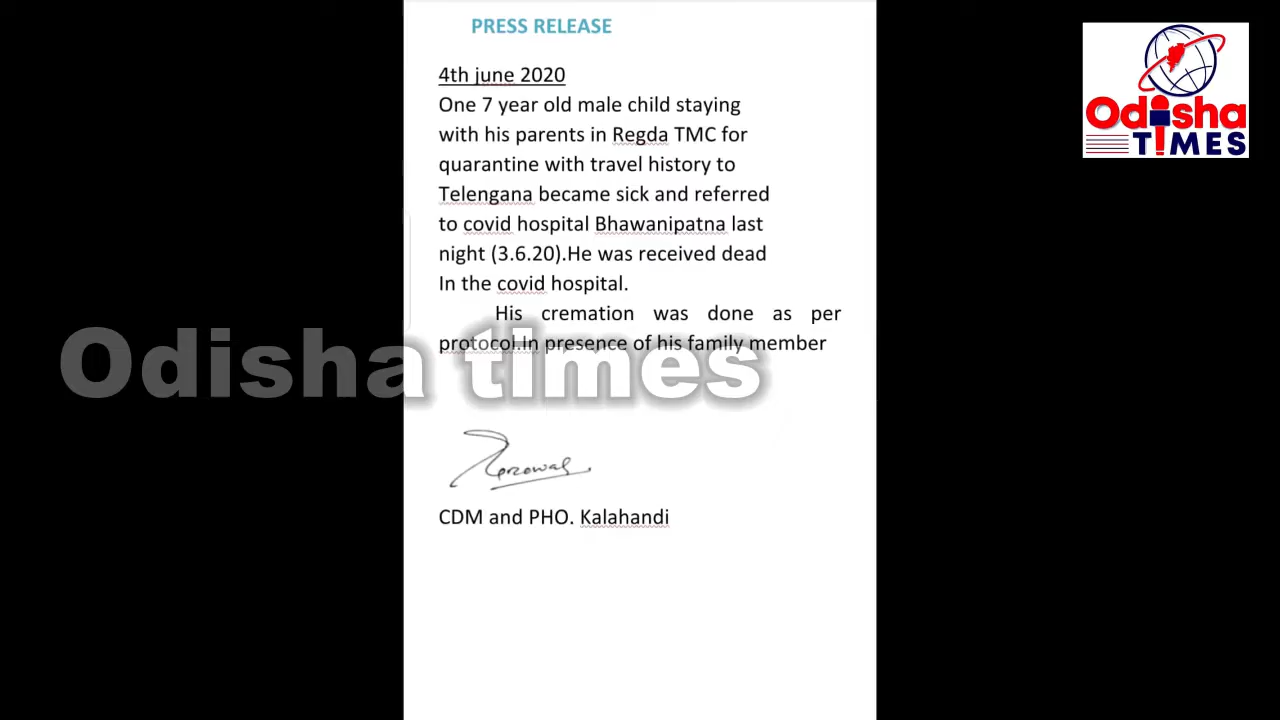 PRESS RELEASE
4th june 2020
One 7 year old male child staying
with his parents in Regda TMC for
quarantine with travel history to
Telengana became sick and referred
to covid hospital Bhawanipatna last
night (3.6.20).He was received dead
In the covid hospital.
His cremation was done as per
protocol.In presence of his family member
CDM and PHO. Kalahandi
Odisha
TIMES
Odisha times